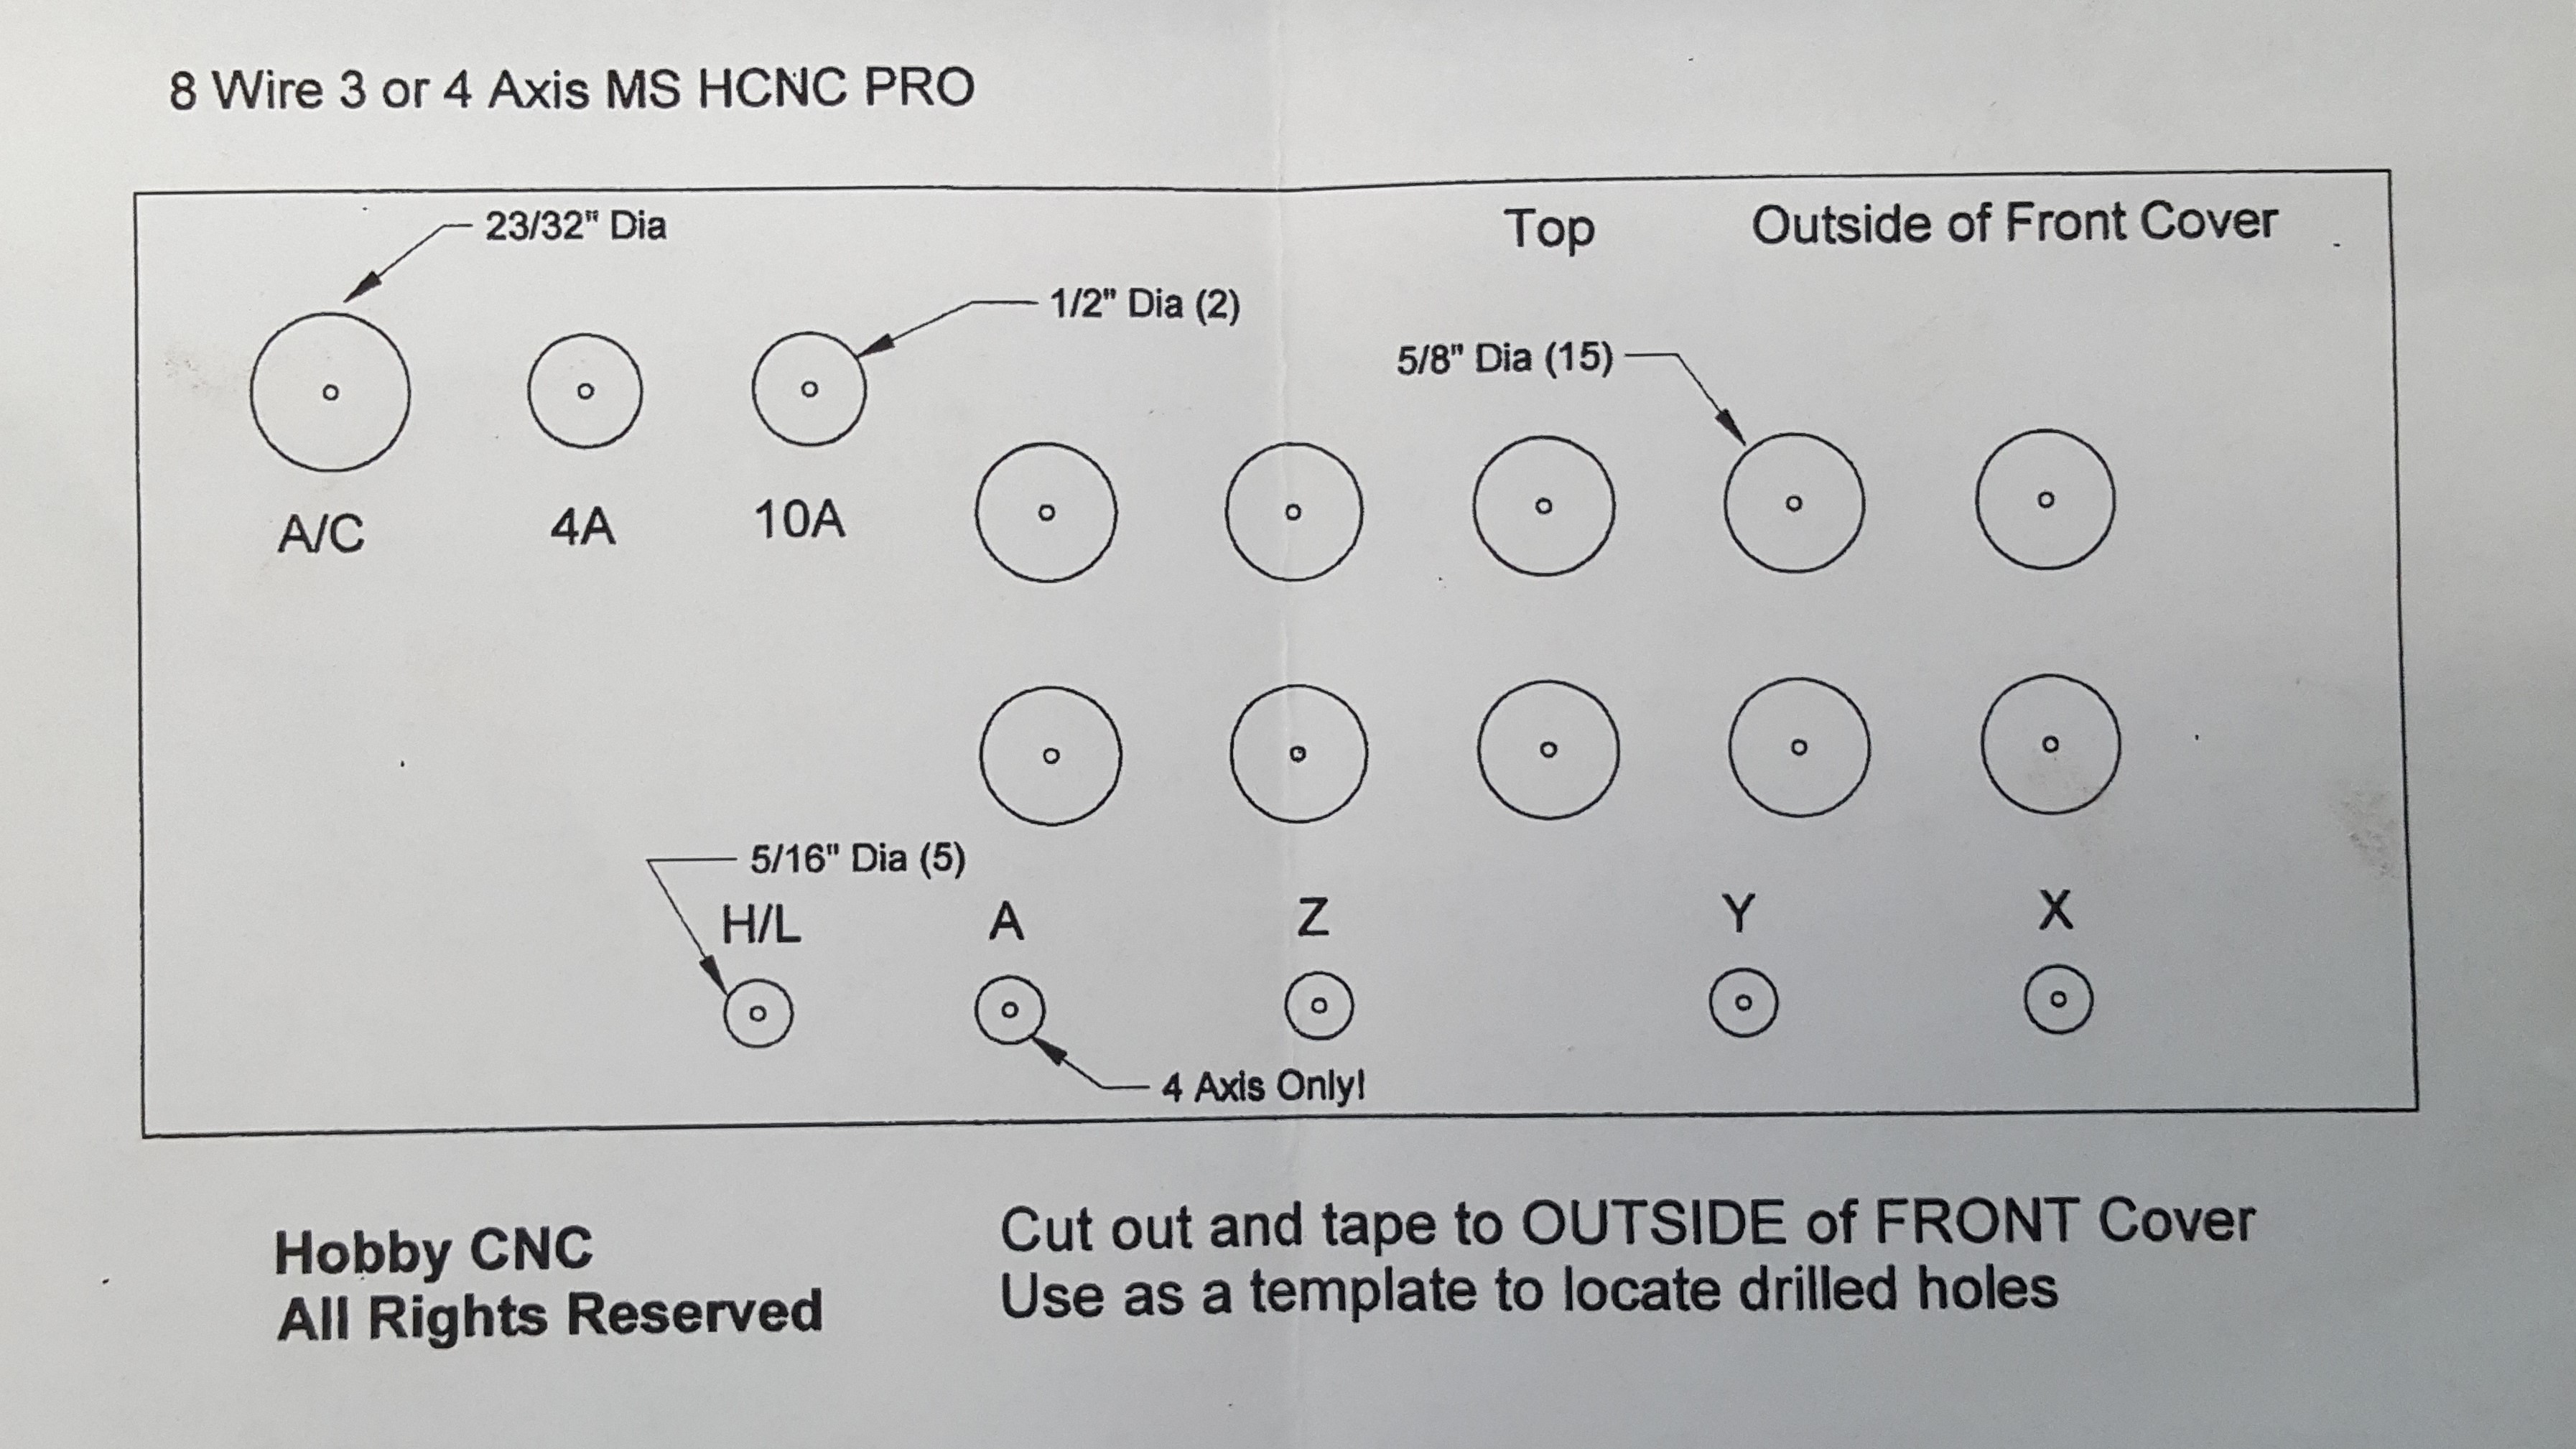 8 Wire 3 or 4 Axis MS HCNC PRO
23/32" Dia
Top
Outside of Front Cover
1/2" Dia (2)
5/8" Dia (15)
A/C
4A
10A
5/16" Dia (5)
H/L
A
Z
Y
X
4 Axis Only!
Hobby CNC
All Rights Reserved
Cut out and tape to OUTSIDE of FRONT Cover
Use as a template to locate drilled holes